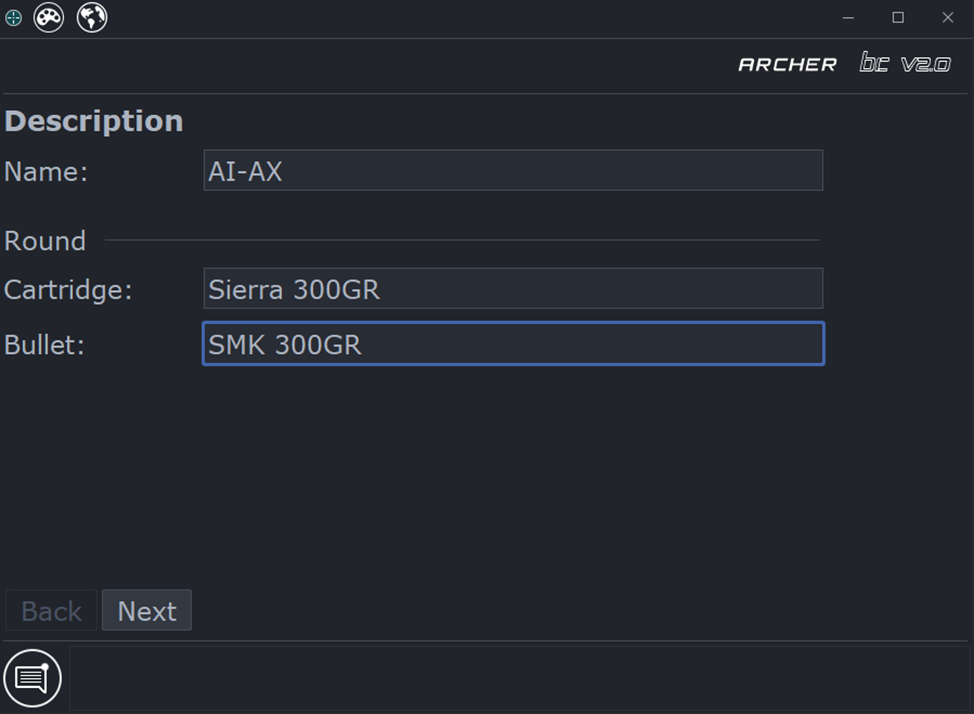 ARCHER bc v2.0
Description
Name: AI-AX
Round
Cartridge: Sierra 300GR
Bullet: SMK 300GR
Back Next